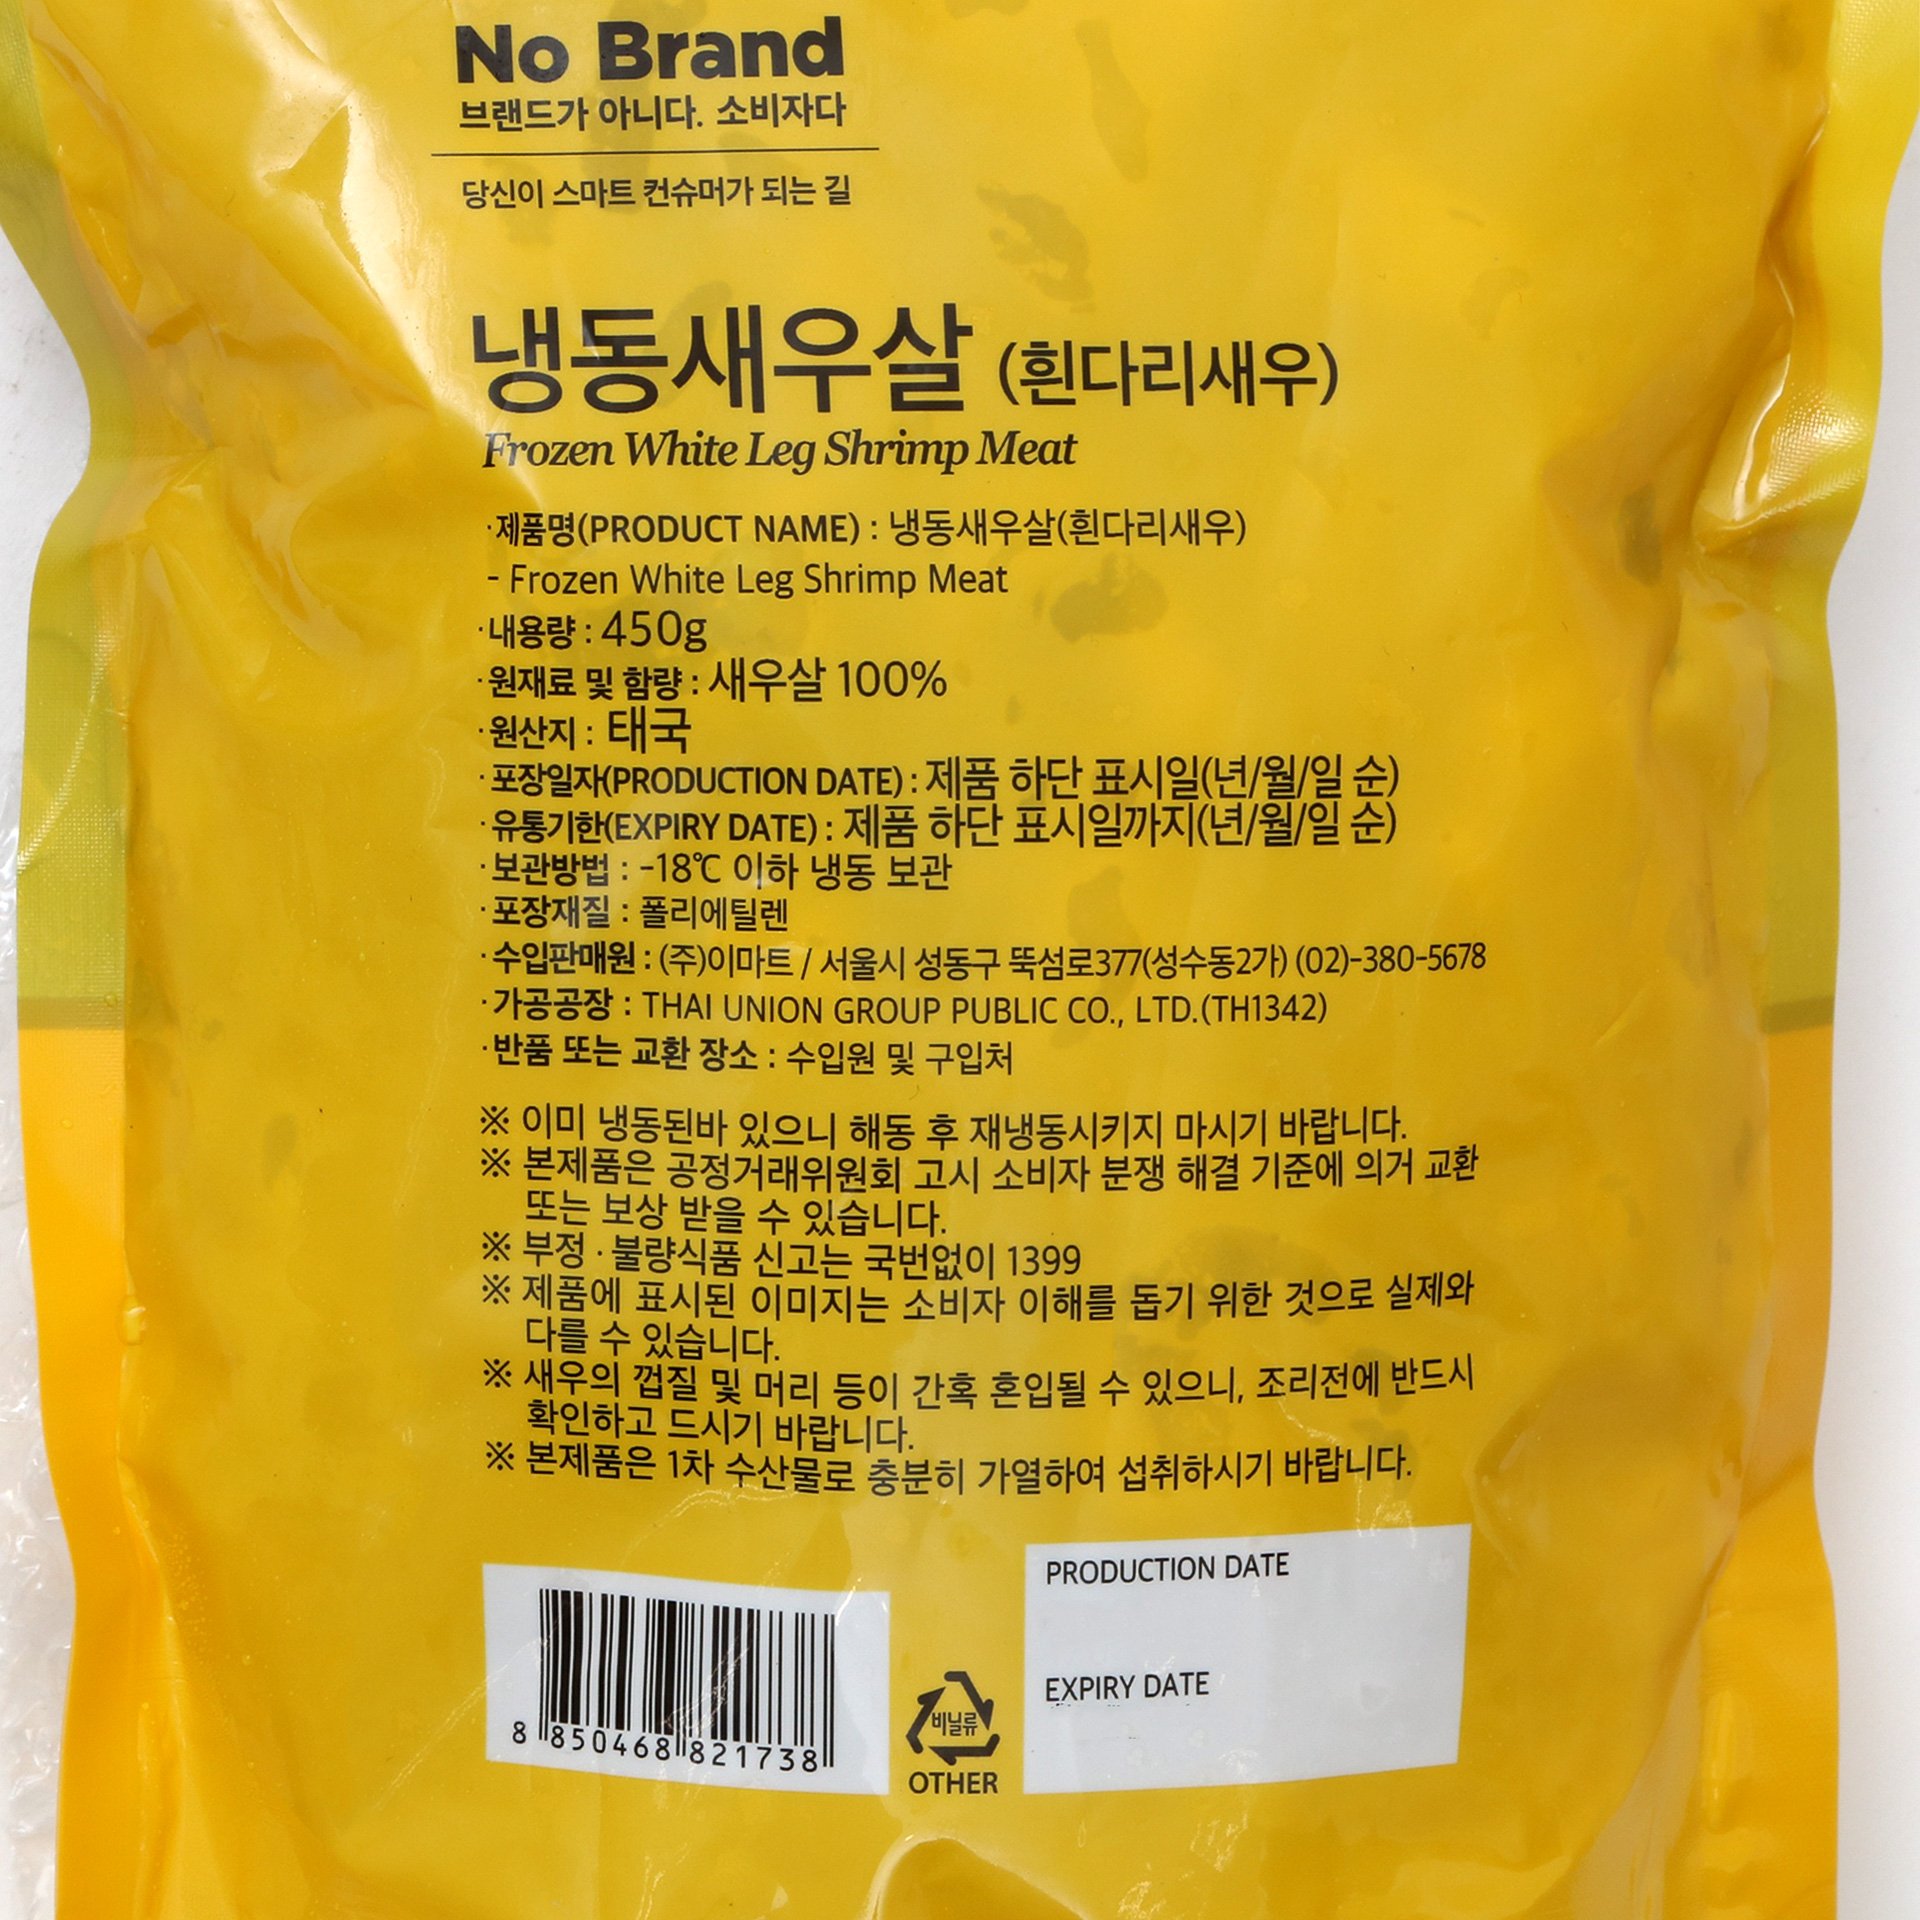 No Brand
브랜드가 아니다. 소비자다
당신이 스마트 컨슈머가 되는 길
냉동새우살 (흰다리새우)
Frozen White Leg Shrimp Meat
·제품명(PRODUCT NAME) : 냉동새우살(흰다리새우)
- Frozen White Leg Shrimp Meat
·내용량 : 450g
·원재료 및 함량 : 새우살 100%
·원산지 : 태국
·포장일자(PRODUCTION DATE) : 제품 하단 표시일(년/월/일 순)
·유통기한(EXPIRY DATE) : 제품 하단 표시일까지(년/월/일 순)
·보관방법 : -18℃ 이하 냉동 보관
·포장재질 : 폴리에틸렌
·수입판매원 : (주)이마트 / 서울시 성동구 뚝섬로377(성수동2가) (02)-380-5678
·가공공장 : THAI UNION GROUP PUBLIC CO., LTD.(TH1342)
·반품 또는 교환 장소 : 수입원 및 구입처
※ 이미 냉동된바 있으니 해동 후 재냉동시키지 마시기 바랍니다.
※ 본제품은 공정거래위원회 고시 소비자 분쟁 해결 기준에 의거 교환
또는 보상 받을 수 있습니다.
※ 부정 · 불량식품 신고는 국번없이 1399
※ 제품에 표시된 이미지는 소비자 이해를 돕기 위한 것으로 실제와
다를 수 있습니다.
※ 새우의 껍질 및 머리 등이 간혹 혼입될 수 있으니, 조리전에 반드시
확인하고 드시기 바랍니다.
※ 본제품은 1차 수산물로 충분히 가열하여 섭취하시기 바랍니다.
PRODUCTION DATE
EXPIRY DATE
8 850468 821738
비닐류
OTHER